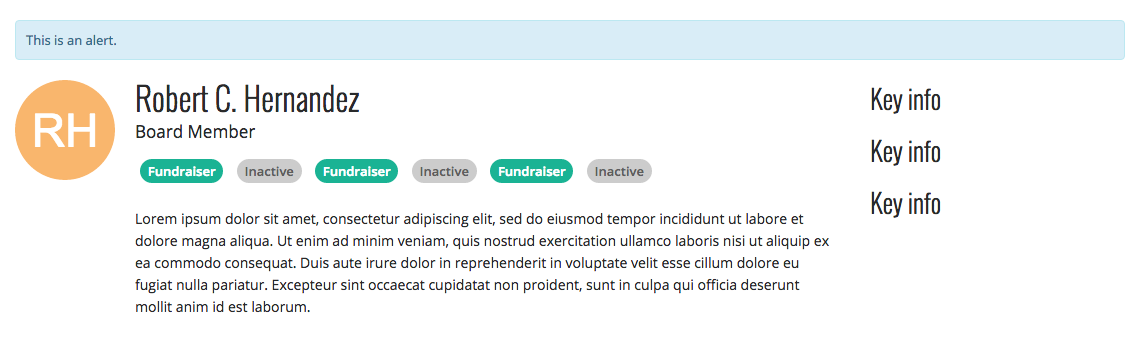 This is an alert.
RH
Robert C. Hernandez
Board Member
Fundraiser Inactive Fundraiser Inactive Fundraiser Inactive
Lorem ipsum dolor sit amet, consectetur adipiscing elit, sed do eiusmod tempor incididunt ut labore et
dolore magna aliqua. Ut enim ad minim veniam, quis nostrud exercitation ullamco laboris nisi ut aliquip ex
ea commodo consequat. Duis aute irure dolor in reprehenderit in voluptate velit esse cillum dolore eu
fugiat nulla pariatur. Excepteur sint occaecat cupidatat non proident, sunt in culpa qui officia deserunt
mollit anim id est laborum.
Key info
Key info
Key info